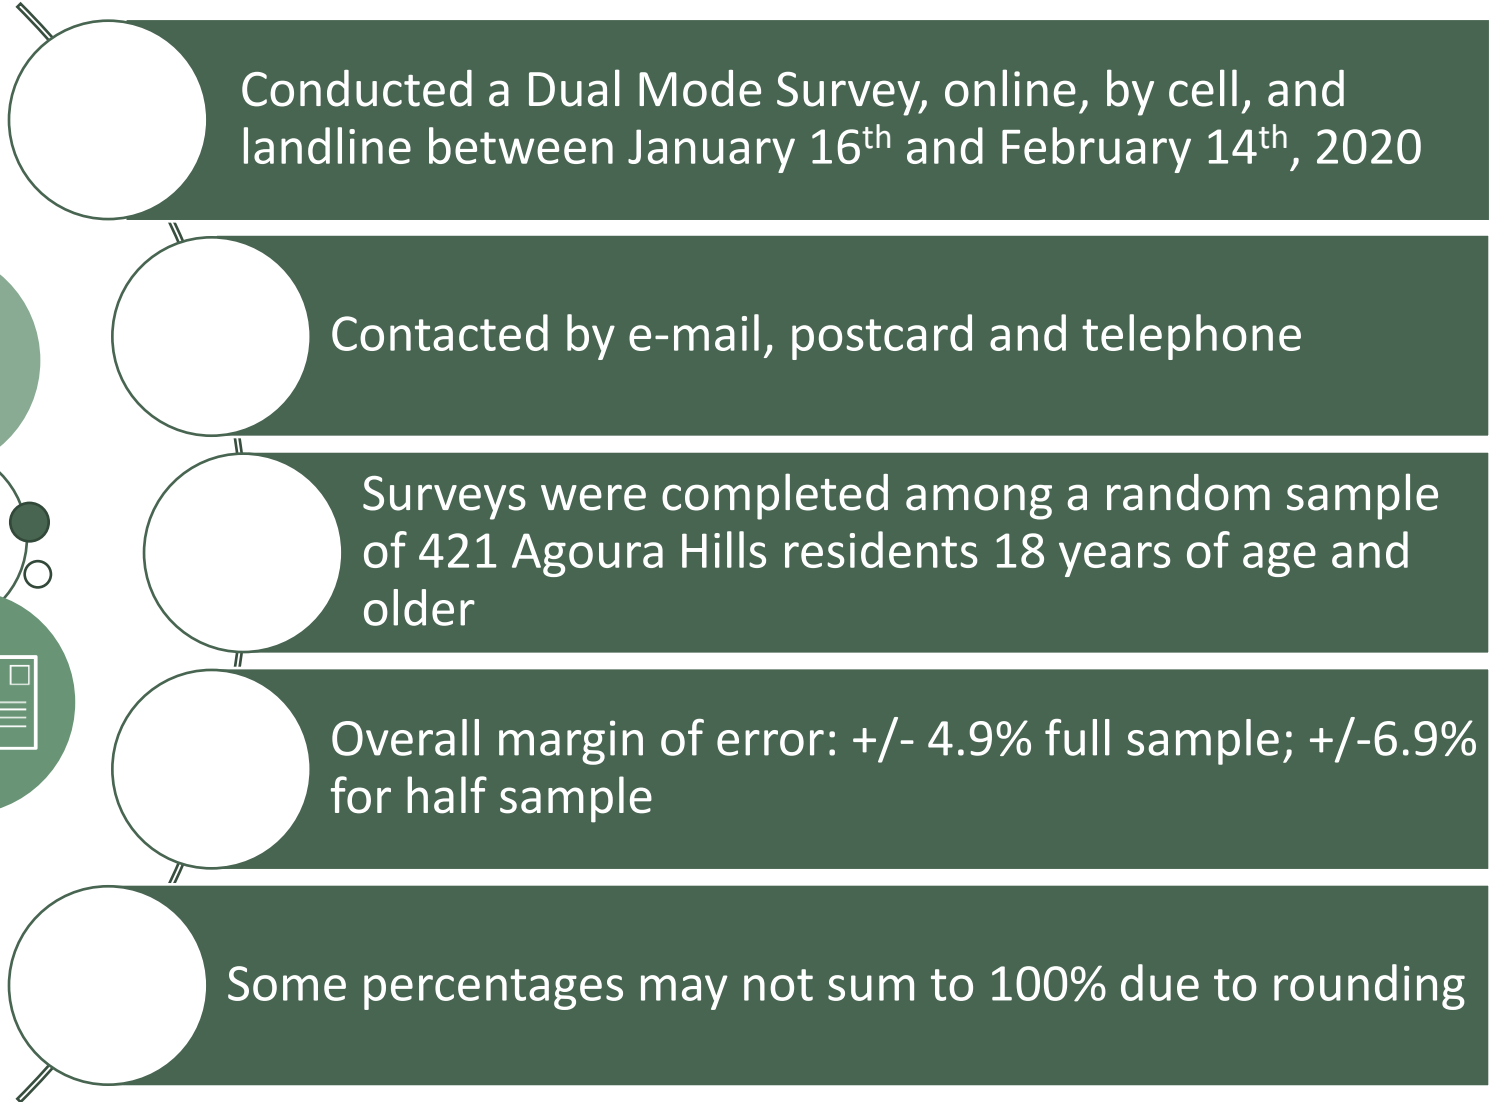 Conducted a Dual Mode Survey, online, by cell, and
landline between January 16th and February 14th, 2020
Contacted by e-mail, postcard and telephone
Surveys were completed among a random sample
of 421 Agoura Hills residents 18 years of age and
older
Overall margin of error: +/- 4.9% full sample; +/-6.9%
for half sample
Some percentages may not sum to 100% due to rounding